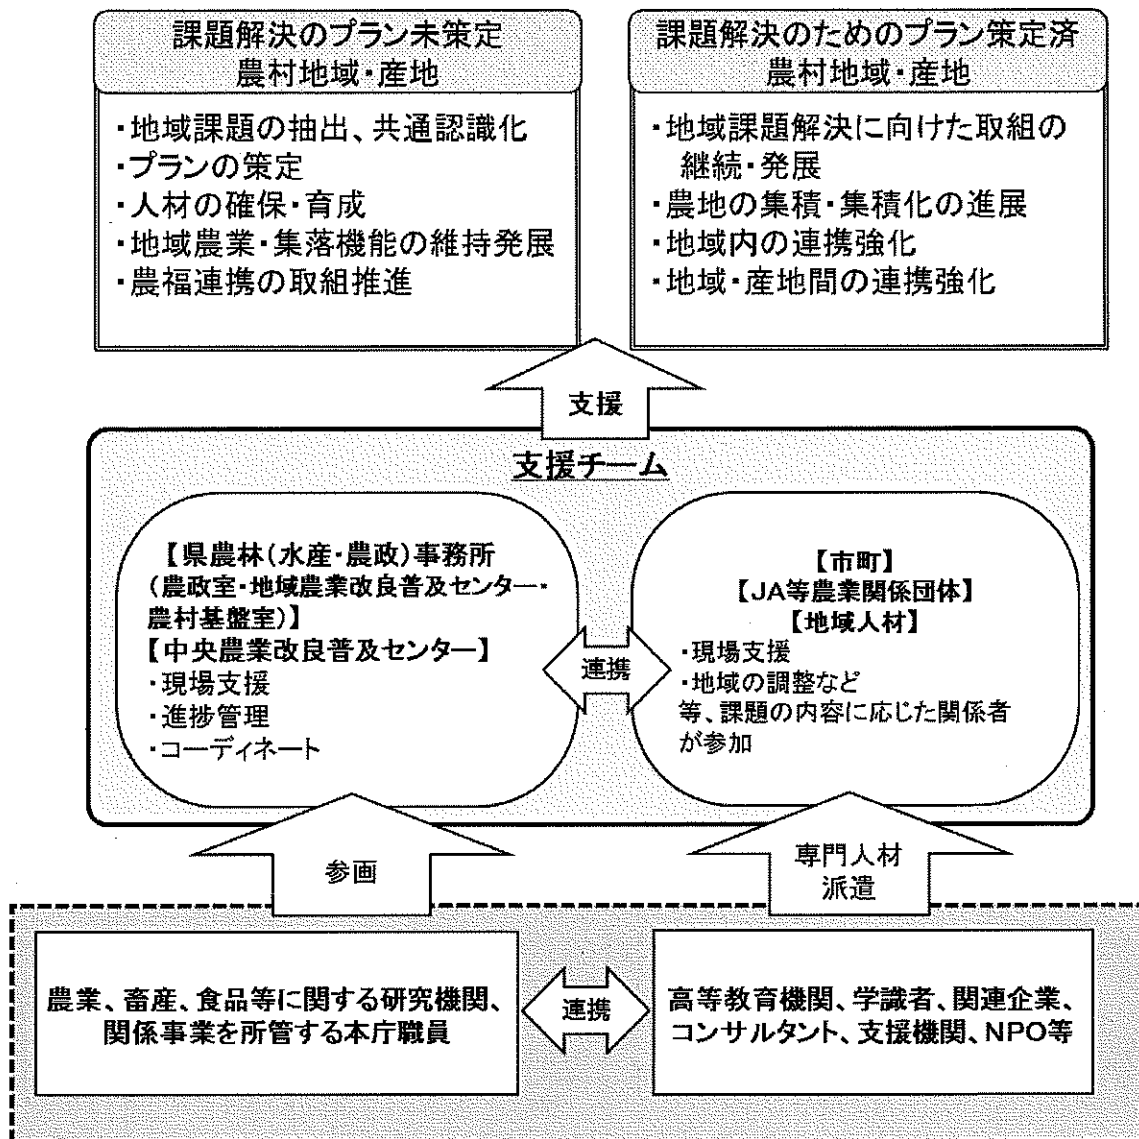 課題解決のプラン未策定
農村地域・産地
・地域課題の抽出、共通認識化
・プランの策定
・人材の確保・育成
・地域農業・集落機能の維持発展
・農福連携の取組推進
課題解決のためのプラン策定済
農村地域・産地
・地域課題解決に向けた取組の
継続・発展
・農地の集積・集積化の進展
・地域内の連携強化
・地域・産地間の連携強化
支援
支援チーム
【県農林(水産・農政)事務所
(農政室・地域農業改良普及センター・
農村基盤室)】
【中央農業改良普及センター】
・現場支援
・進捗管理
・コーディネート
連携
【市町】
【JA等農業関係団体】
【地域人材】
・現場支援
・地域の調整など
等、課題の内容に応じた関係者
が参加
参画
専門人材
派遣
農業、畜産、食品等に関する研究機関、
関係事業を所管する本庁職員
連携
高等教育機関、学識者、関連企業、
コンサルタント、支援機関、NPO等